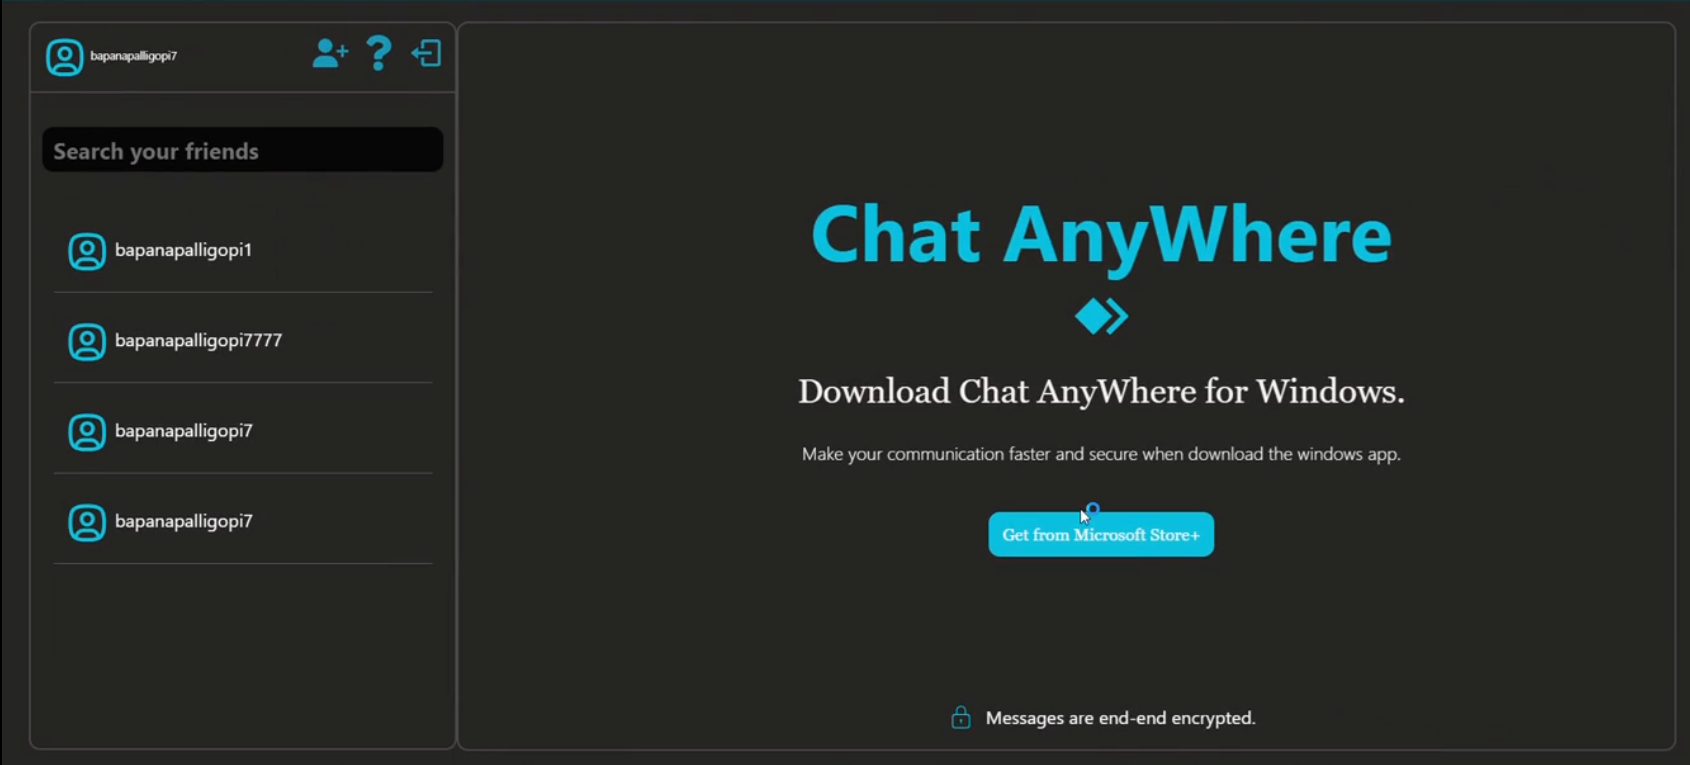 bapanapalligopi7
Search your friends
bapanapalligopi1
bapanapalligopi7777
bapanapalligopi7
bapanapalligopi7
Chat AnyWhere
Download Chat AnyWhere for Windows.
Make your communication faster and secure when download the windows app.
Get from Microsoft Store+
Messages are end-end encrypted.